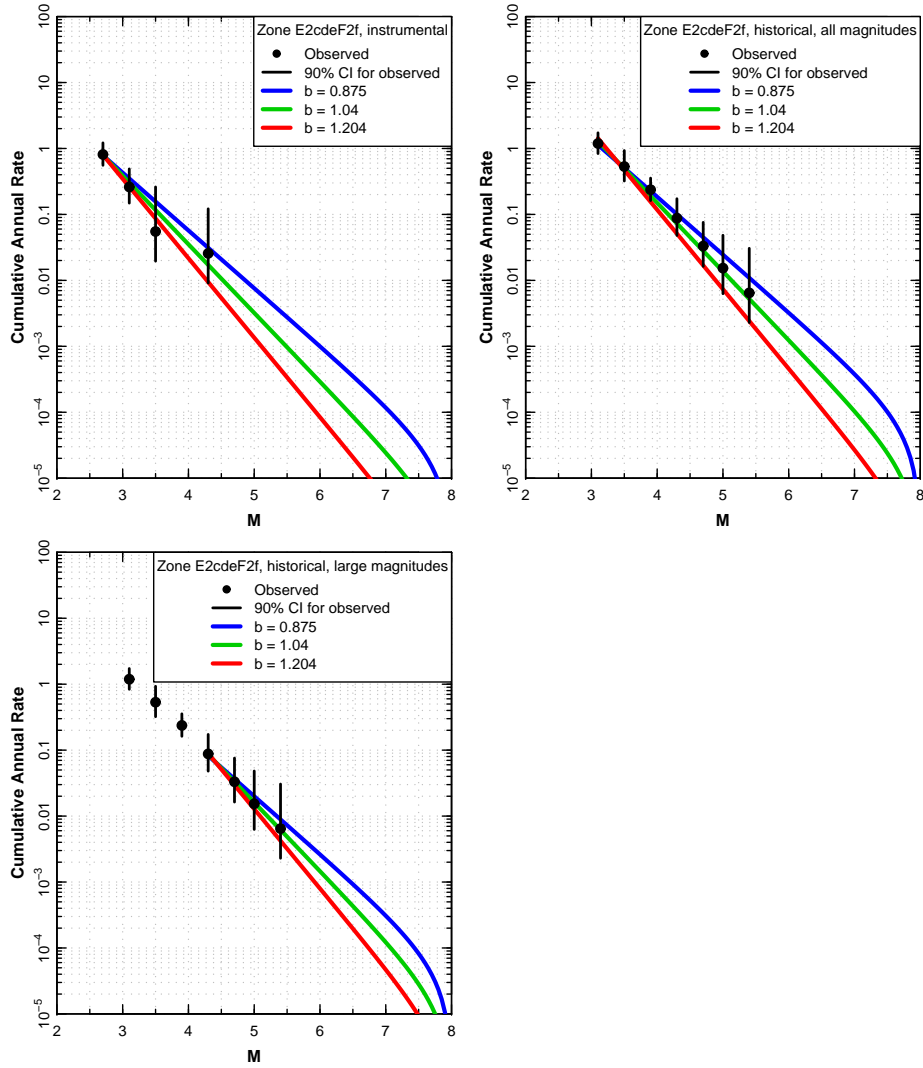 Zone E2cdeF2f, instrumental
Observed
90% CI for observed
b = 0.875
b = 1.04
b = 1.204
100
10
1
0.1
0.01
10⁻³
10⁻⁴
10⁻⁵
Cumulative Annual Rate
2 3 4 5 6 7 8
M
Zone E2cdeF2f, historical, all magnitudes
Observed
90% CI for observed
b = 0.875
b = 1.04
b = 1.204
100
10
1
0.1
0.01
10⁻³
10⁻⁴
10⁻⁵
Cumulative Annual Rate
2 3 4 5 6 7 8
M
Zone E2cdeF2f, historical, large magnitudes
Observed
90% CI for observed
b = 0.875
b = 1.04
b = 1.204
100
10
1
0.1
0.01
10⁻³
10⁻⁴
10⁻⁵
Cumulative Annual Rate
2 3 4 5 6 7 8
M